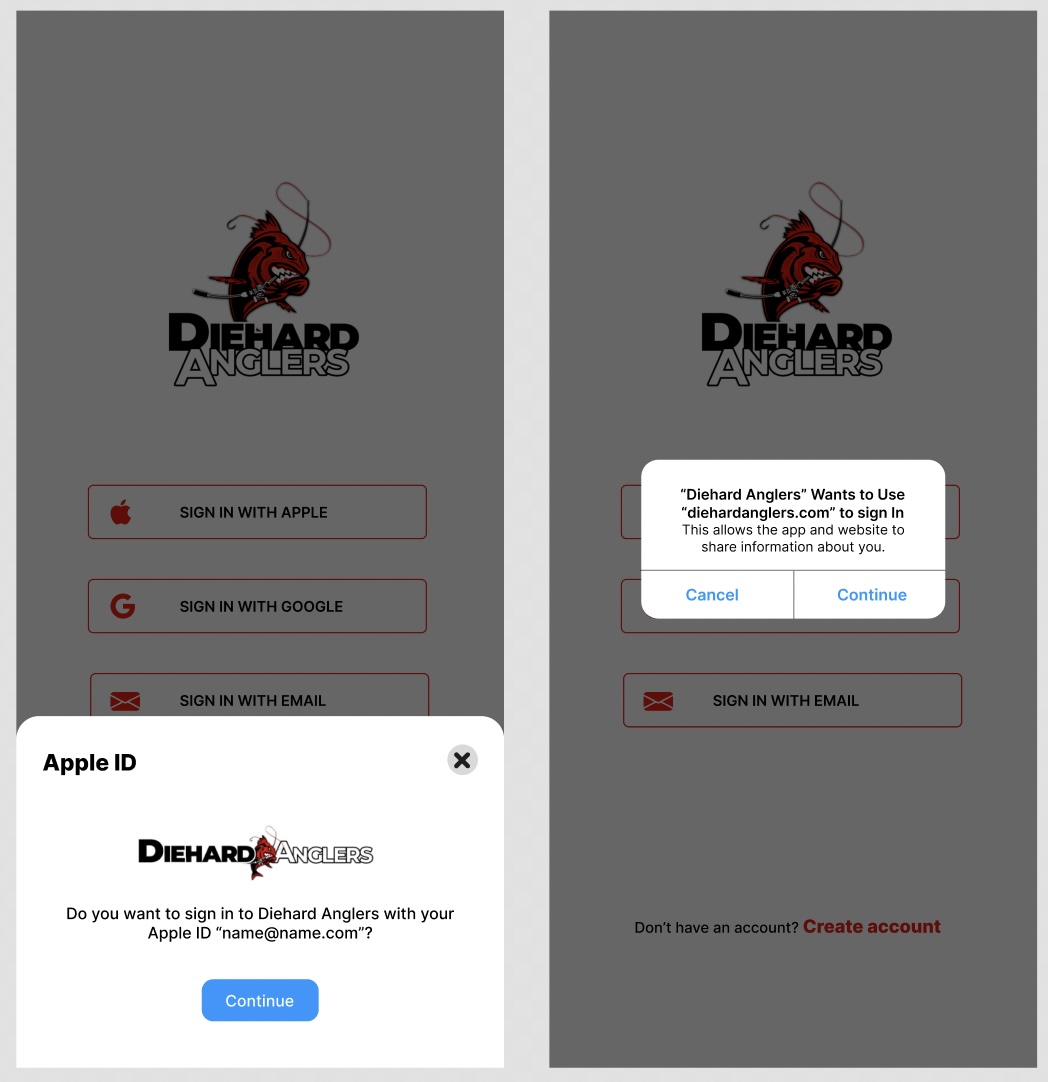 DIEHARD
ANGLERS
SIGN IN WITH APPLE
SIGN IN WITH GOOGLE
SIGN IN WITH EMAIL
Apple ID
DIEHARD ANGLERS
Do you want to sign in to Diehard Anglers with your
Apple ID “name@name.com”?
Continue
DIEHARD
ANGLERS
“Diehard Anglers” Wants to Use
“diehardanglers.com” to sign In
This allows the app and website to
share information about you.
Cancel Continue
SIGN IN WITH EMAIL
Don’t have an account? Create account